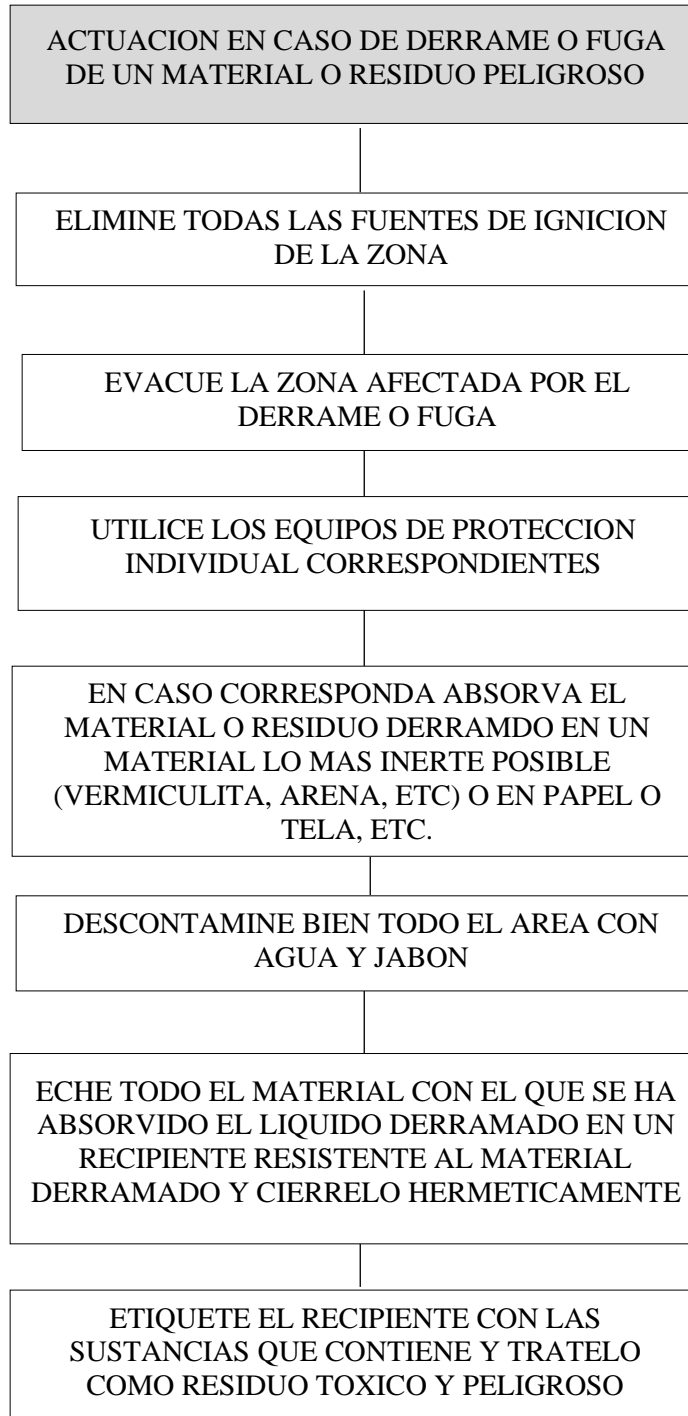 ACTUACION EN CASO DE DERRAME O FUGA
DE UN MATERIAL O RESIDUO PELIGROSO
ELIMINE TODAS LAS FUENTES DE IGNICION
DE LA ZONA
EVACUE LA ZONA AFECTADA POR EL
DERRAME O FUGA
UTILICE LOS EQUIPOS DE PROTECCION
INDIVIDUAL CORRESPONDIENTES
EN CASO CORRESPONDA ABSORVA EL
MATERIAL O RESIDUO DERRAMDO EN UN
MATERIAL LO MAS INERTE POSIBLE
(VERMICULITA, ARENA, ETC) O EN PAPEL O
TELA, ETC.
DESCONTAMINE BIEN TODO EL AREA CON
AGUA Y JABON
ECHE TODO EL MATERIAL CON EL QUE SE HA
ABSORVIDO EL LIQUIDO DERRAMADO EN UN
RECIPIENTE RESISTENTE AL MATERIAL
DERRAMADO Y CIERRELO HERMETICAMENTE
ETIQUETE EL RECIPIENTE CON LAS
SUSTANCIAS QUE CONTIENE Y TRATELO
COMO RESIDUO TOXICO Y PELIGROSO